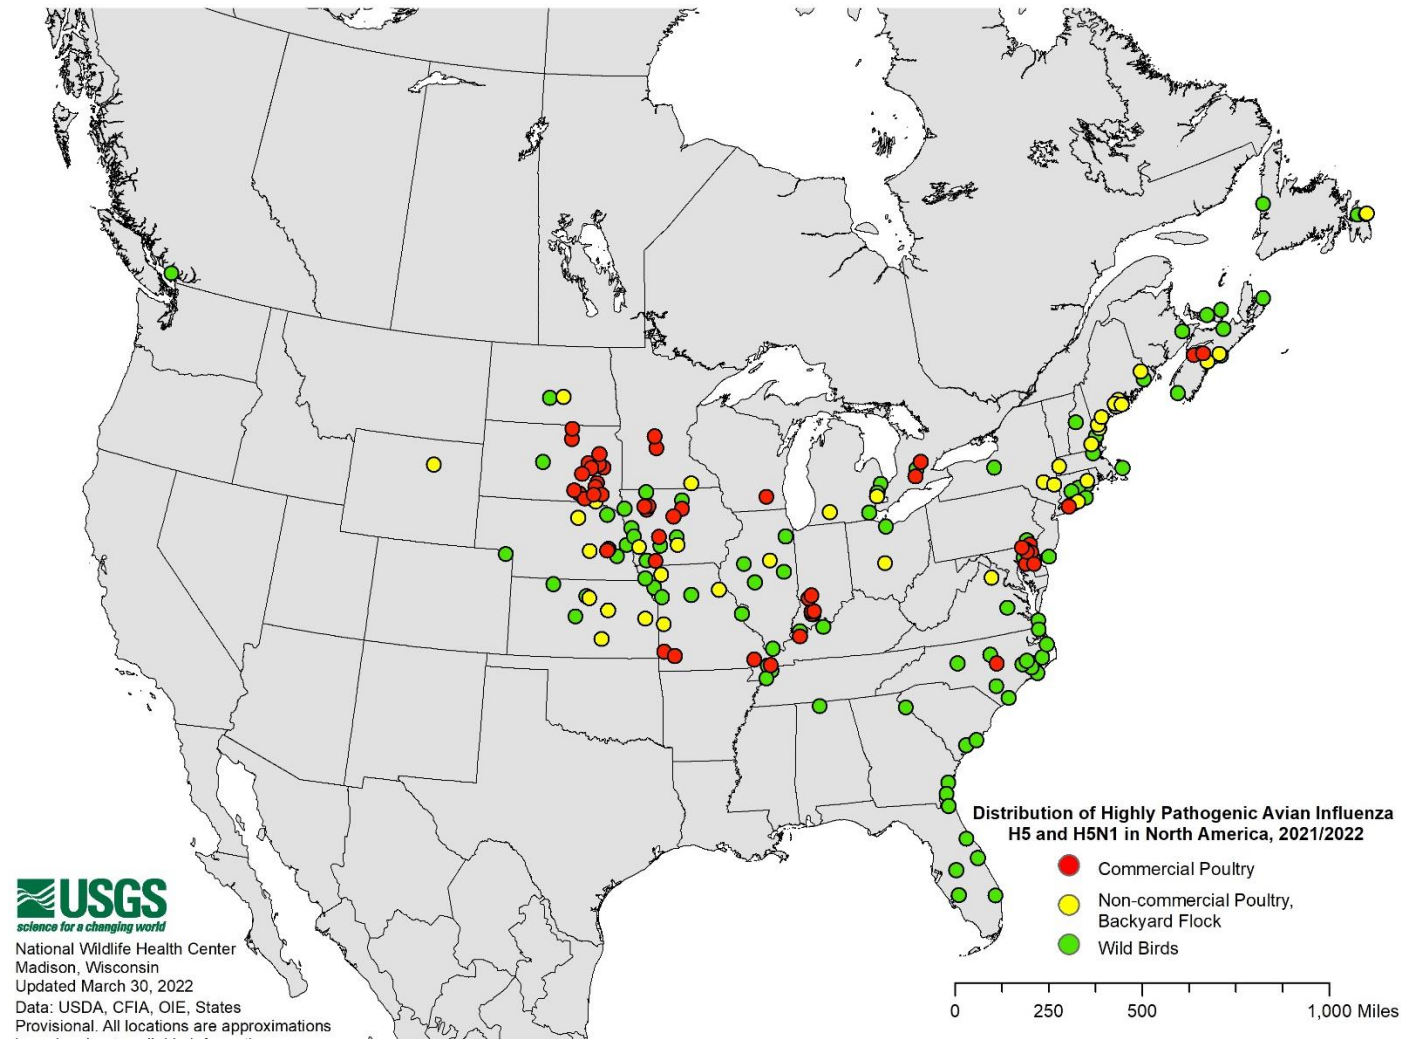 Distribution of Highly Pathogenic Avian Influenza
H5 and H5N1 in North America, 2021/2022
Commercial Poultry
Non-commercial Poultry,
Backyard Flock
Wild Birds
0 250 500 1,000 Miles
USGS
science for a changing world
National Wildlife Health Center
Madison, Wisconsin
Updated March 30, 2022
Data: USDA, CFIA, OIE, States
Provisional. All locations are approximations